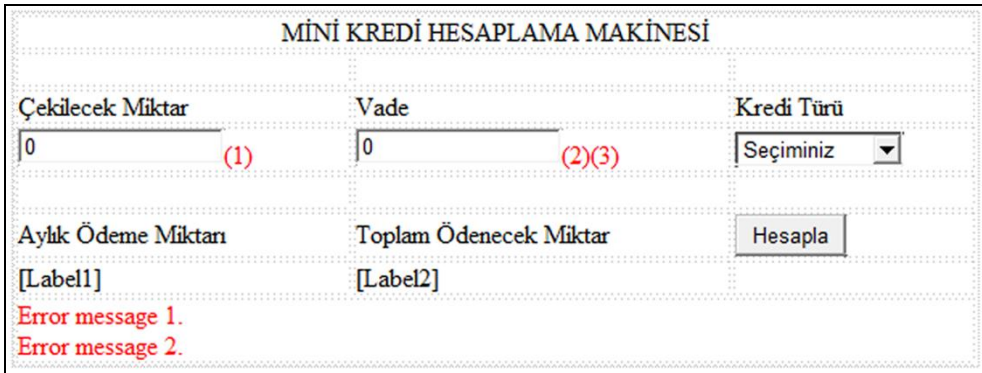 MİNİ KREDİ HESAPLAMA MAKİNESİ
Çekilecek Miktar Vade Kredi Türü
0 (1) 0 (2)(3) Seçiminiz
Aylık Ödeme Miktarı Toplam Ödenecek Miktar Hesapla
[Label1] [Label2]
Error message 1.
Error message 2.